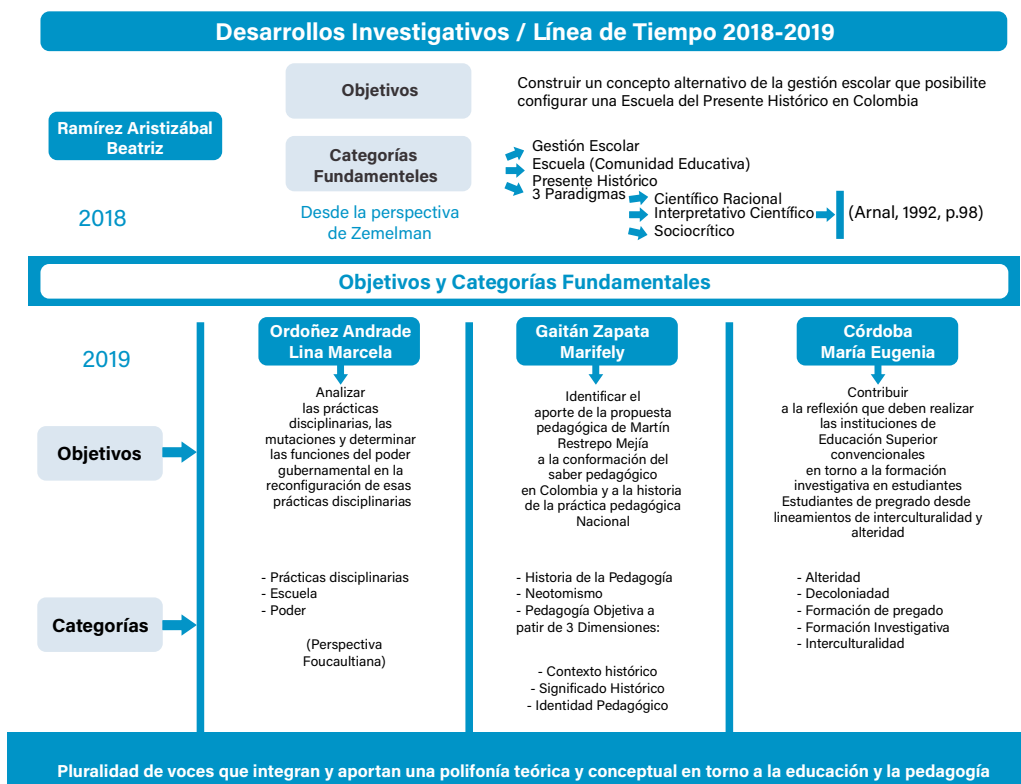 Desarrollos Investigativos / Línea de Tiempo 2018-2019
Ramírez Aristizábal
Beatriz
2018
Objetivos
Construir un concepto alternativo de la gestión escolar que posibilite
configurar una Escuela del Presente Histórico en Colombia
Categorías
Fundamenteles
Desde la perspectiva
de Zemelman
Gestión Escolar
Escuela (Comunidad Educativa)
Presente Histórico
3 Paradigmas
Científico Racional
Interpretativo Científico
Sociocrítico
(Arnal, 1992, p.98)
Objetivos y Categorías Fundamentales
2019
Ordoñez Andrade
Lina Marcela
Gaitán Zapata
Marifely
Córdoba
María Eugenia
Objetivos
Analizar
las prácticas
disciplinarias, las
mutaciones y determinar
las funciones del poder
gubernamental en la
reconfiguración de esas
prácticas disciplinarias
Identificar el
aporte de la propuesta
pedagógica de Martín
Restrepo Mejía
a la conformación del
saber pedagógico
en Colombia y a la historia
de la práctica pedagógica
Nacional
Contribuir
a la reflexión que deben realizar
las instituciones de
Educación Superior
convencionales
en torno a la formación
investigativa en estudiantes
Estudiantes de pregrado desde
lineamientos de interculturalidad y
alteridad
Categorías
- Prácticas disciplinarias
- Escuela
- Poder
(Perspectiva
Foucaultiana)
- Historia de la Pedagogía
- Neotomismo
- Pedagogía Objetiva a
patir de 3 Dimensiones:
- Contexto histórico
- Significado Histórico
- Identidad Pedagógico
- Alteridad
- Decoloniadad
- Formación de pregado
- Formación Investigativa
- Interculturalidad
Pluralidad de voces que integran y aportan una polifonía teórica y conceptual en torno a la educación y la pedagogía